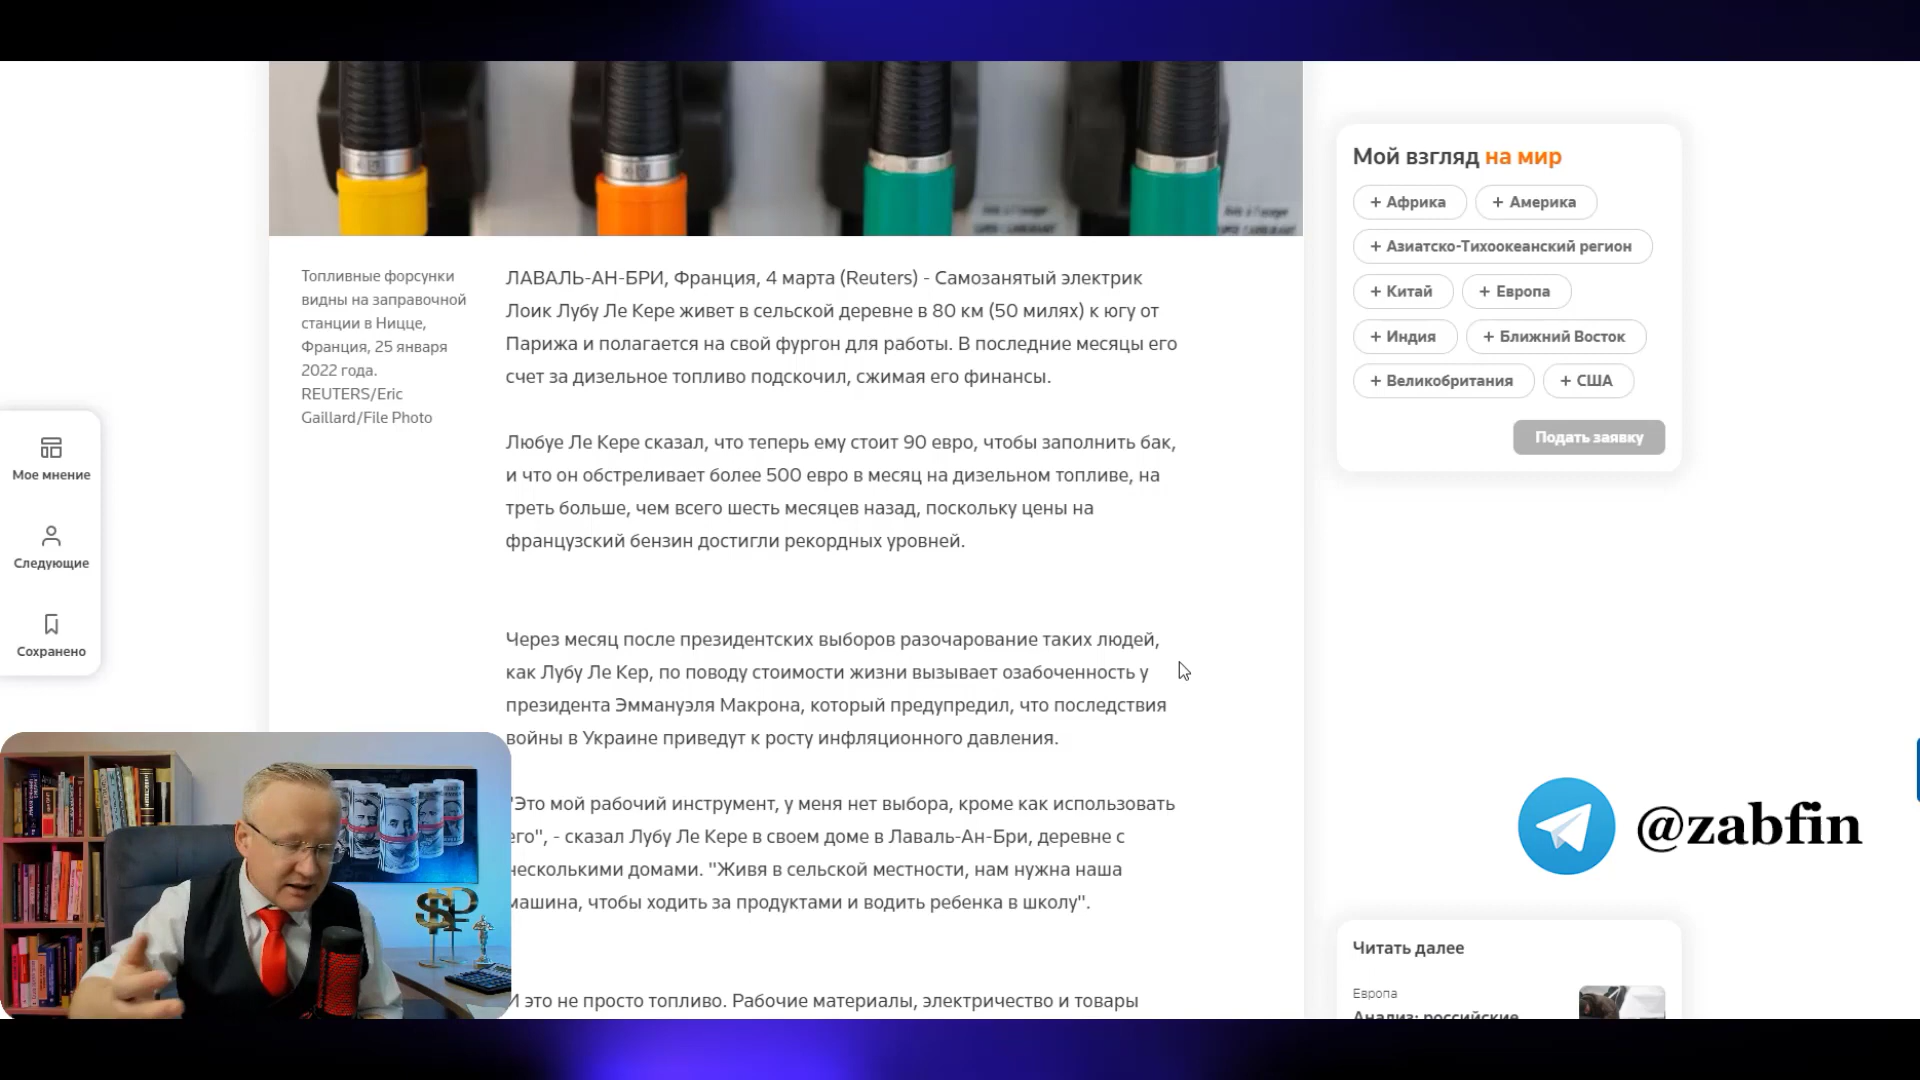 Топливные форсунки
видны на заправочной
станции в Ницце,
Франция, 25 января
2022 года.
REUTERS/Eric
Gaillard/File Photo
ЛАВАЛЬ-АН-БРИ, Франция, 4 марта (Reuters) - Самозанятый электрик
Лоик Лубу Ле Кере живет в сельской деревне в 80 км (50 милях) к югу от
Парижа и полагается на свой фургон для работы. В последние месяцы его
счет за дизельное топливо подскочил, сжимая его финансы.
Любуе Ле Кере сказал, что теперь ему стоит 90 евро, чтобы заполнить бак,
и что он обстреливает более 500 евро в месяц на дизельном топливе, на
треть больше, чем всего шесть месяцев назад, поскольку цены на
французский бензин достигли рекордных уровней.
Через месяц после президентских выборов разочарование таких людей,
как Лубу Ле Кер, по поводу стоимости жизни вызывает озабоченность у
президента Эммануэля Макрона, который предупредил, что последствия
войны в Украине приведут к росту инфляционного давления.
"Это мой рабочий инструмент, у меня нет выбора, кроме как использовать
его", - сказал Лубу Ле Кере в своем доме в Лаваль-Ан-Бри, деревне с
несколькими домами. "Живя в сельской местности, нам нужна наша
машина, чтобы ходить за продуктами и водить ребенка в школу".
И это не просто топливо. Рабочие материалы, электричество и товары
Мое мнение
Следующие
Сохранено
Мой взгляд на мир
+ Африка
+ Америка
+ Азиатско-Тихоокеанский регион
+ Китай
+ Европа
+ Индия
+ Ближний Восток
+ Великобритания
+ США
Подать заявку
@zabfin
Читать далее
Европа
Анализ: российские